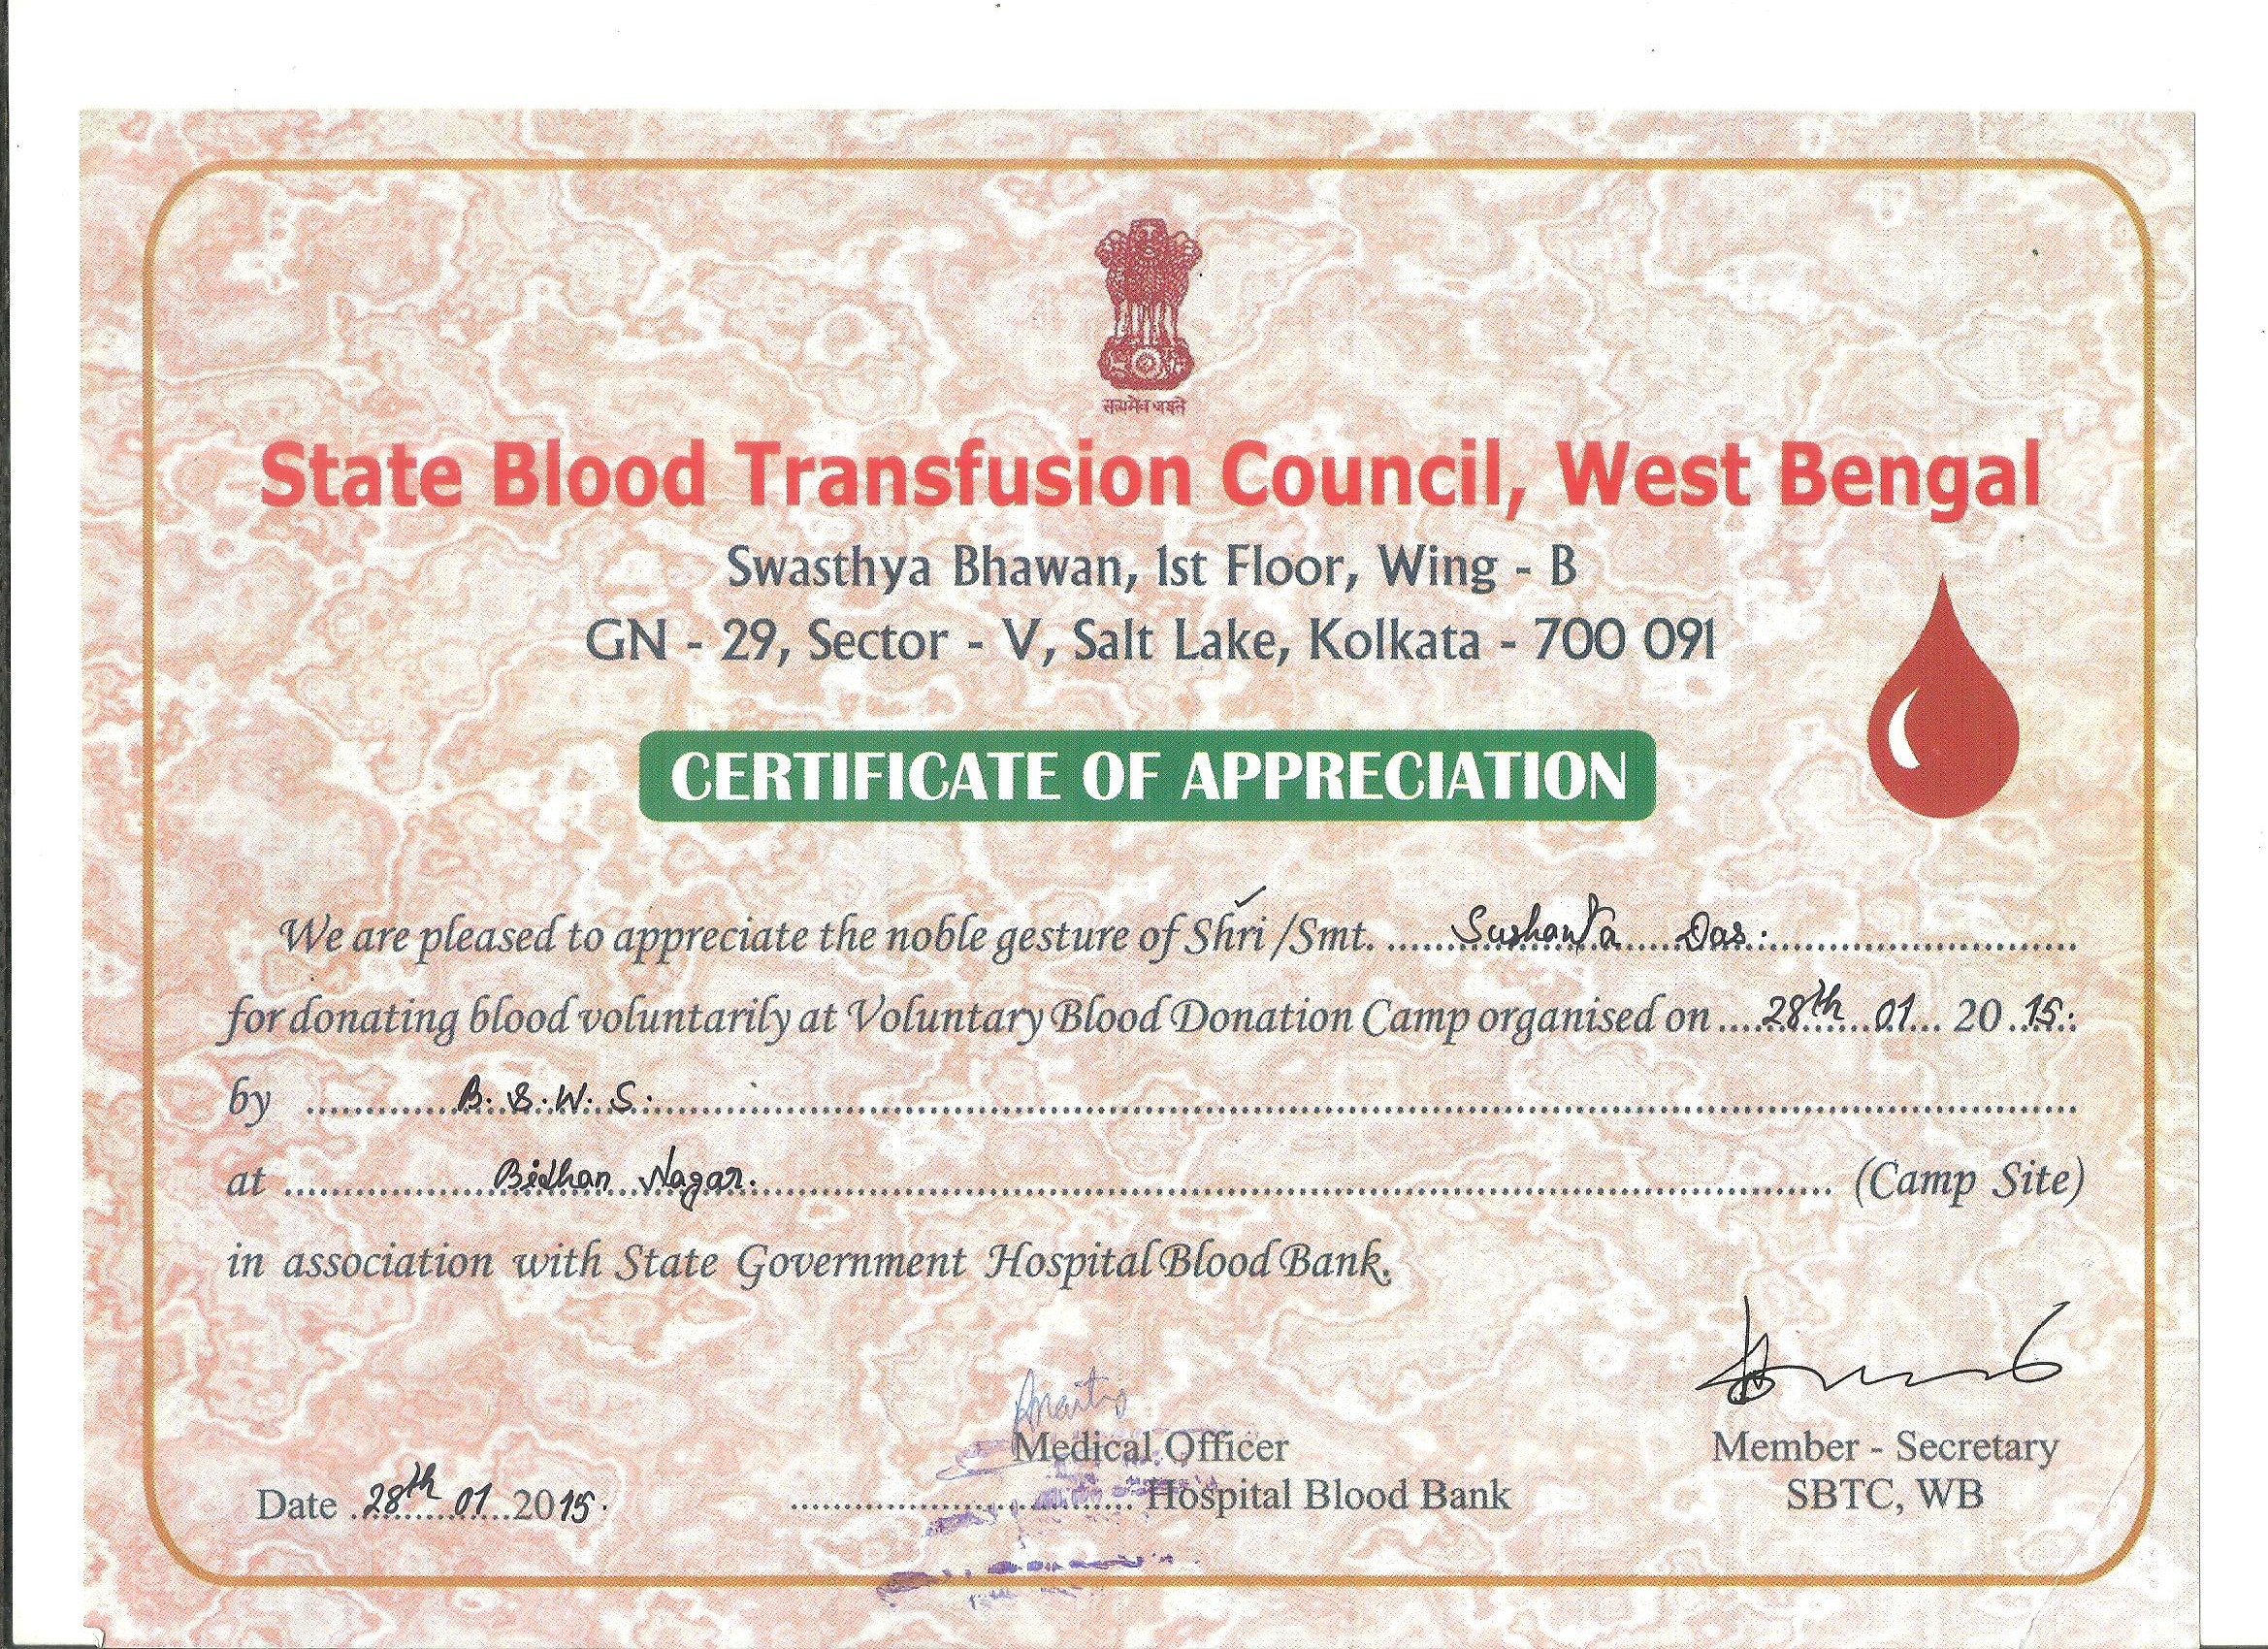 सत्यमेव जयते
State Blood Transfusion Council, West Bengal
Swasthya Bhawan, 1st Floor, Wing - B
GN - 29, Sector - V, Salt Lake, Kolkata - 700 091
CERTIFICATE OF APPRECIATION
We are pleased to appreciate the noble gesture of Shri /Smt. ...... Sushanta Das.
for donating blood voluntarily at Voluntary Blood Donation Camp organised on .... 28th 01... 20 .15.
by ............ B. S. W. S.
at ............ Bidhan Nagar. ............ (Camp Site)
in association with State Government Hospital Blood Bank.
Medical Officer
............ Hospital Blood Bank
Member - Secretary
SBTC, WB
Date . 28th 01 ..2015.